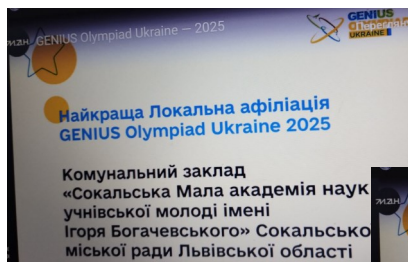 GENIUS Olympiad Ukraine — 2025
GENIUS
UKRAINE
Найкраща Локальна афіліація
GENIUS Olympiad Ukraine 2025
Комунальний заклад
«Сокальська Мала академія наук
учнівської молоді імені
Ігоря Богачевського» Сокальсько
міської ради Львівської області